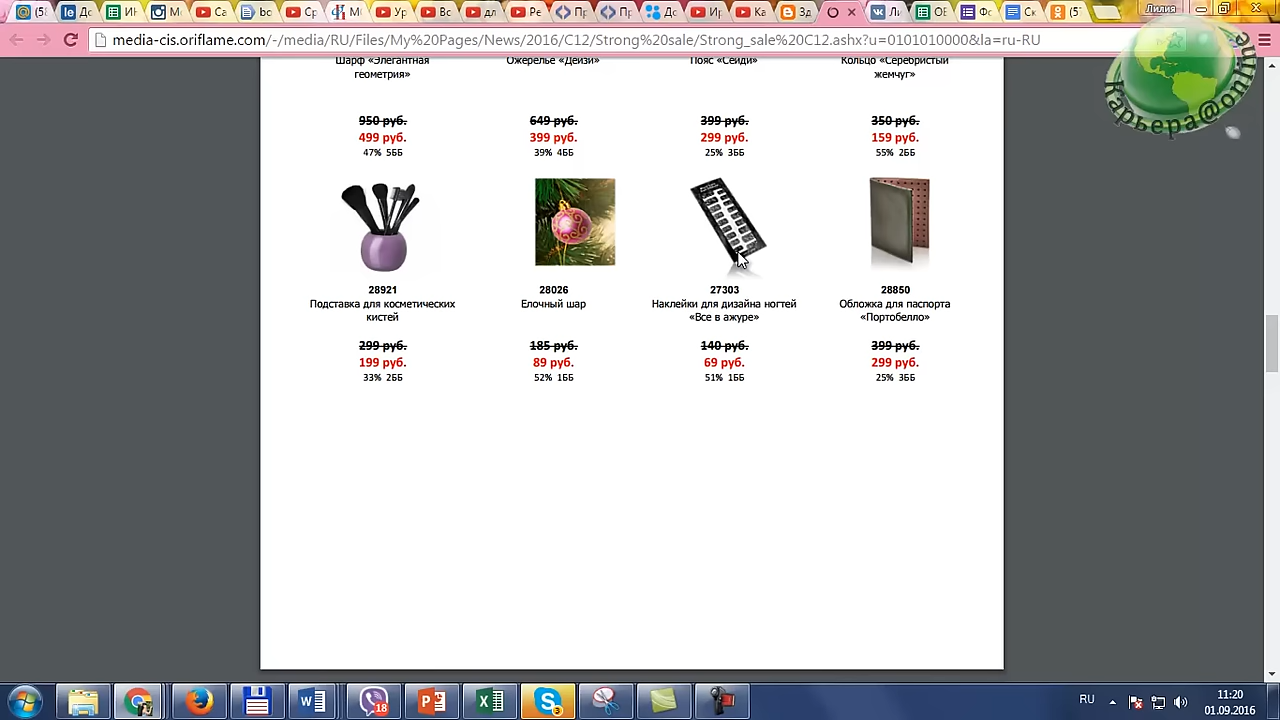 Лилия
media-cis.oriflame.com/-/media/RU/Files/My%20Pages/News/2016/C12/Strong%20sale/Strong_sale%20C12.ashx?u=0101010000&la=ru-RU
Карьера@online
Шарф «Элегантная
геометрия»
Ожерелье «Дейзи»
Пояс «Сейди»
Кольцо «Серебристый
жемчуг»
950 руб. 649 руб. 399 руб. 350 руб.
499 руб. 399 руб. 299 руб. 159 руб.
47% 5ББ 39% 4ББ 25% 3ББ 55% 2ББ
28921
Подставка для косметических
кистей
28026
Елочный шар
27303
Наклейки для дизайна ногтей
«Все в ажуре»
28850
Обложка для паспорта
«Портобелло»
299 руб. 185 руб. 140 руб. 399 руб.
199 руб. 89 руб. 69 руб. 299 руб.
33% 2ББ 52% 1ББ 51% 1ББ 25% 3ББ
18
RU
11:20
01.09.2016